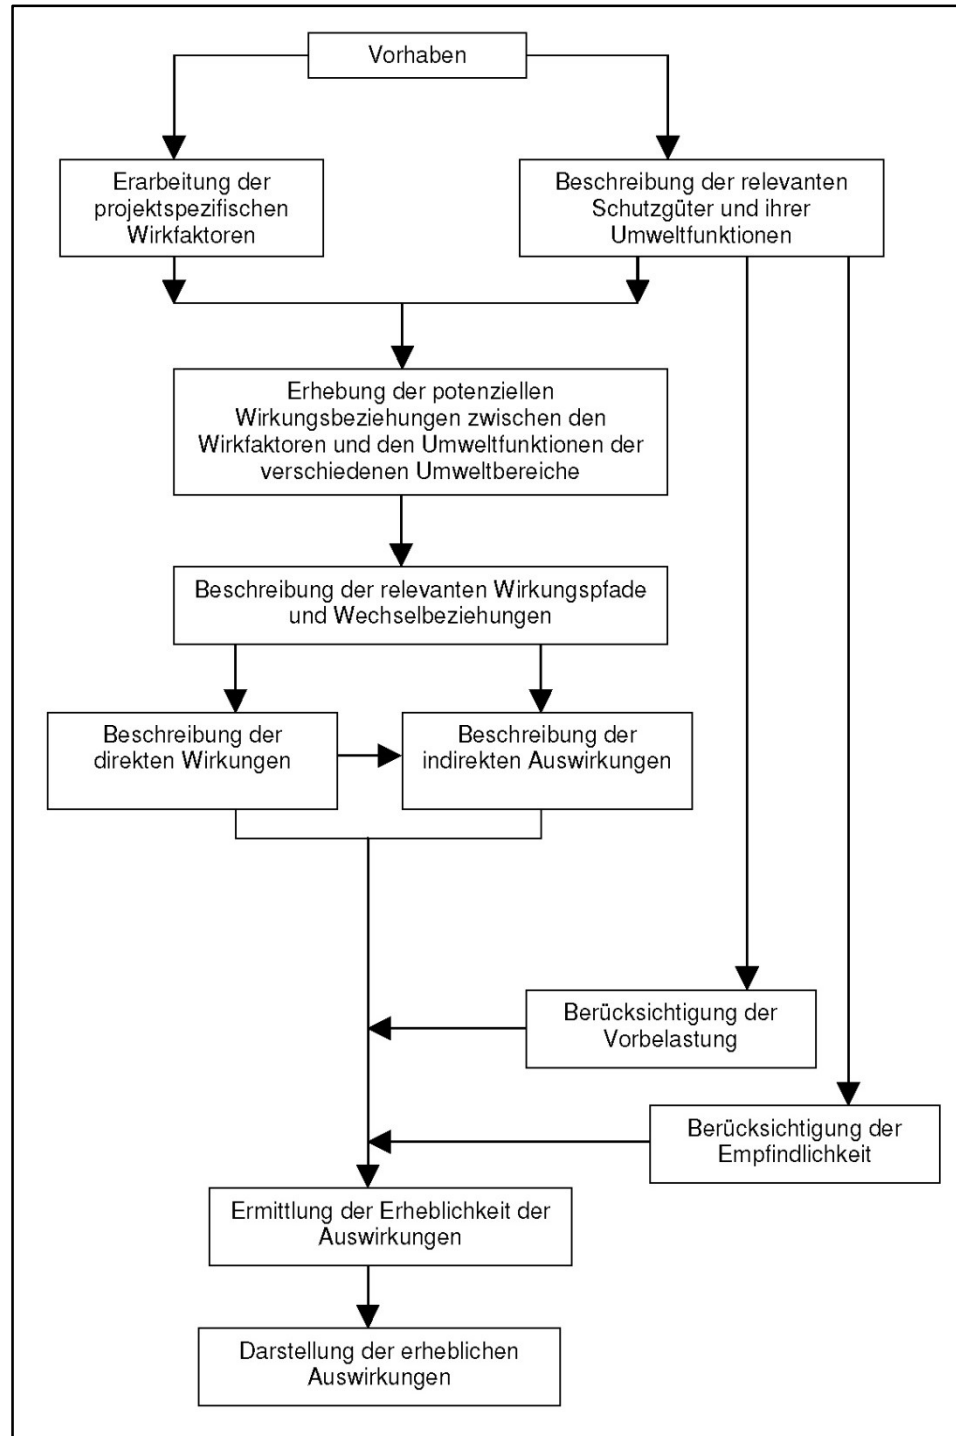 Vorhaben
Erarbeitung der
projektspezifischen
Wirkfaktoren
Beschreibung der relevanten
Schutzgüter und ihrer
Umweltfunktionen
Erhebung der potenziellen
Wirkungsbeziehungen zwischen den
Wirkfaktoren und den Umweltfunktionen der
verschiedenen Umweltbereiche
Beschreibung der relevanten Wirkungspfade
und Wechselbeziehungen
Beschreibung der
direkten Wirkungen
Beschreibung der
indirekten Auswirkungen
Berücksichtigung der
Vorbelastung
Berücksichtigung der
Empfindlichkeit
Ermittlung der Erheblichkeit der
Auswirkungen
Darstellung der erheblichen
Auswirkungen